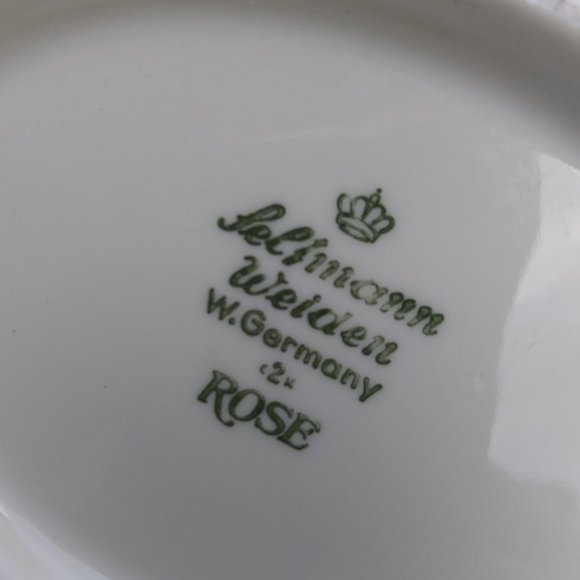 Seltmann
Weiden
W.Germany
2
ROSE